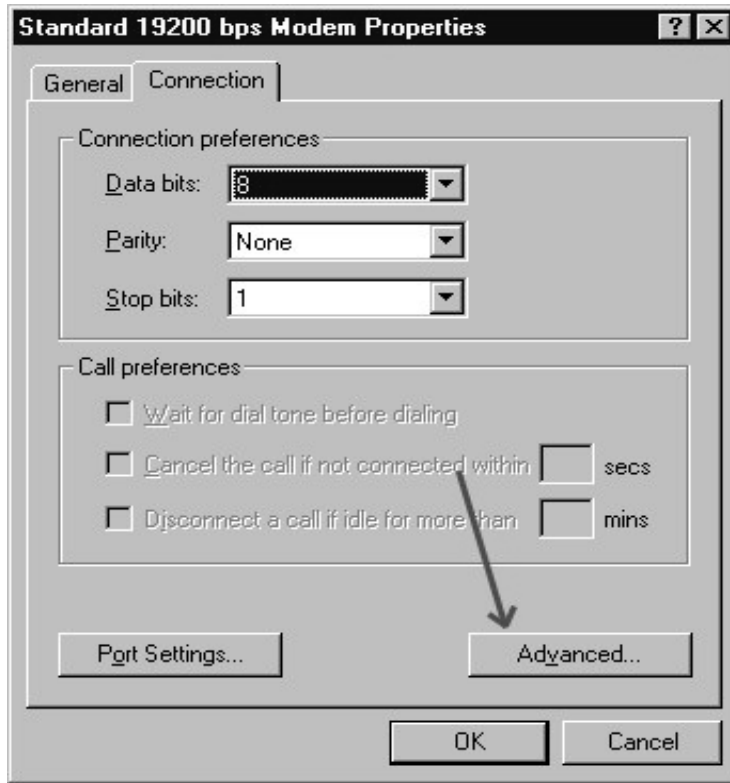 Standard 19200 bps Modem Properties ? X
General Connection
Connection preferences
Data bits: 8
Parity: None
Stop bits: 1
Call preferences
Wait for dial tone before dialing
Cancel the call if not connected within secs
Disconnect a call if idle for more than mins
Port Settings... Advanced...
OK Cancel